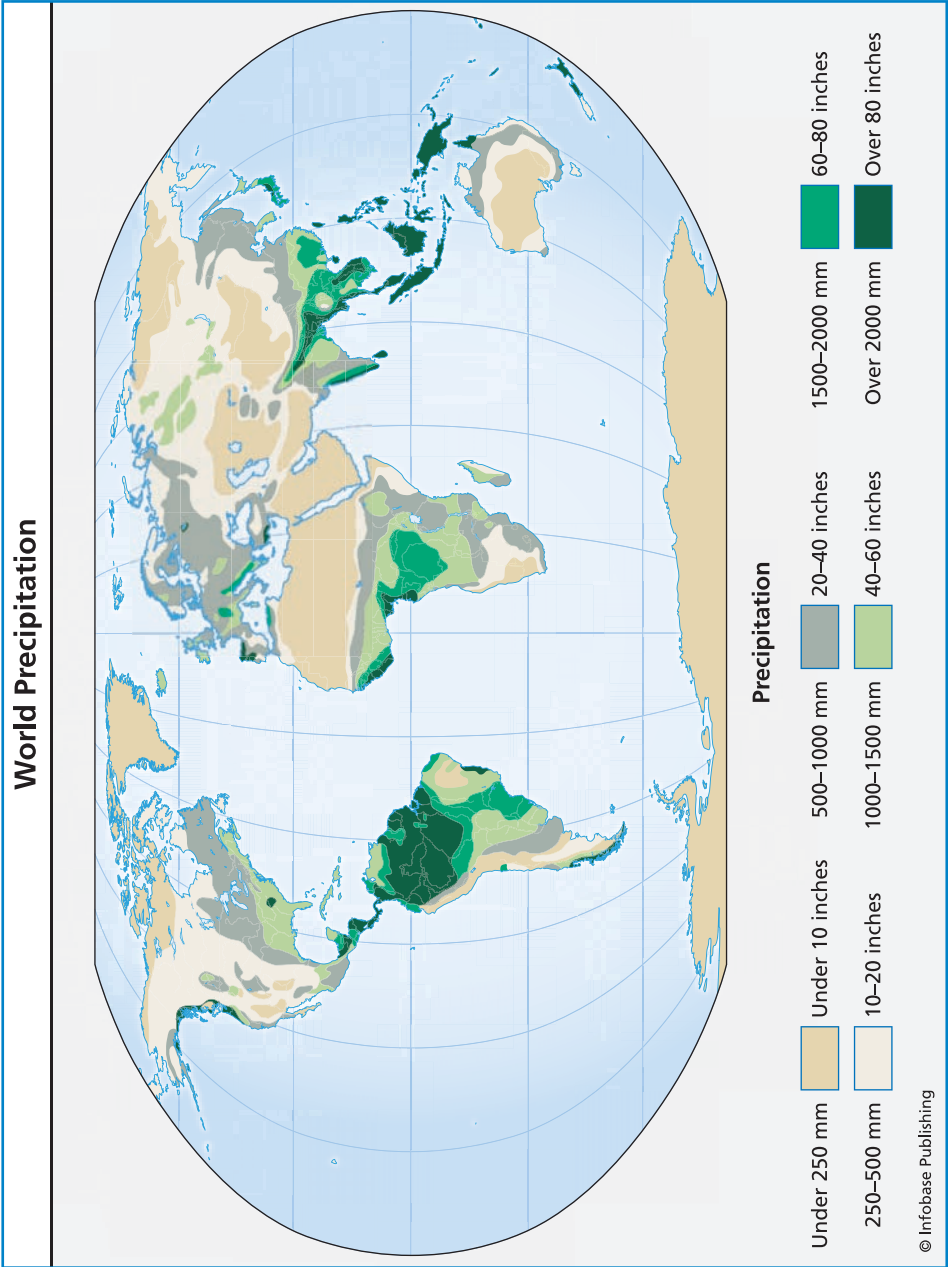 World Precipitation
Precipitation
Under 250 mm Under 10 inches 500–1000 mm 20–40 inches 1500–2000 mm 60–80 inches
250–500 mm 10–20 inches 1000–1500 mm 40–60 inches Over 2000 mm Over 80 inches
© Infobase Publishing